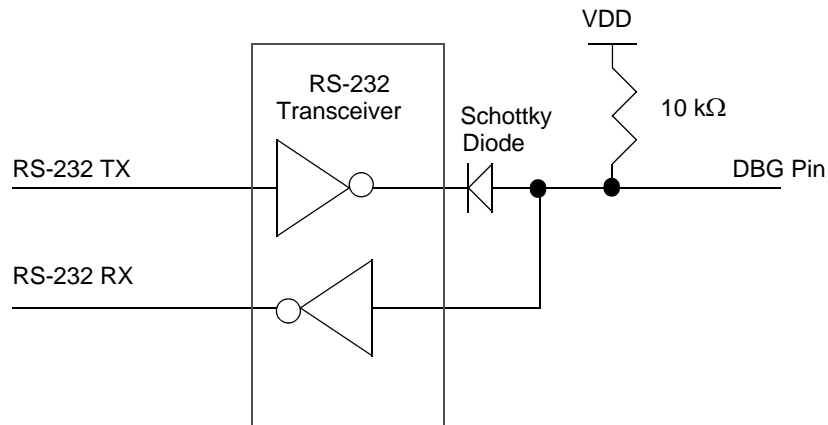 VDD
RS-232
Transceiver
Schottky
Diode
10 kΩ
RS-232 TX
DBG Pin
RS-232 RX